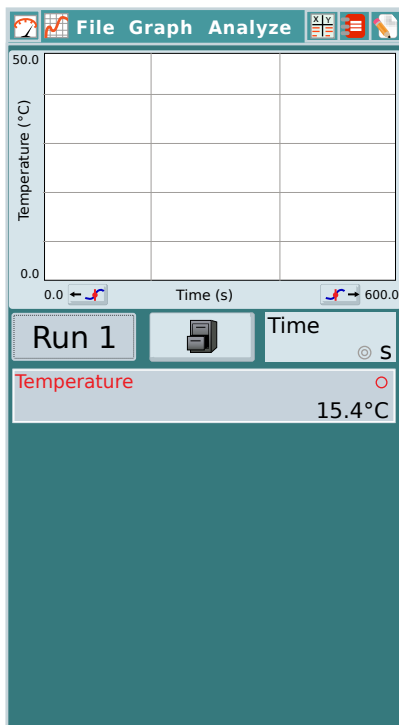 File Graph Analyze X Y
50.0
Temperature (°C)
0.0
0.0 Time (s) 600.0
Run 1
Time
s
Temperature
15.4°C